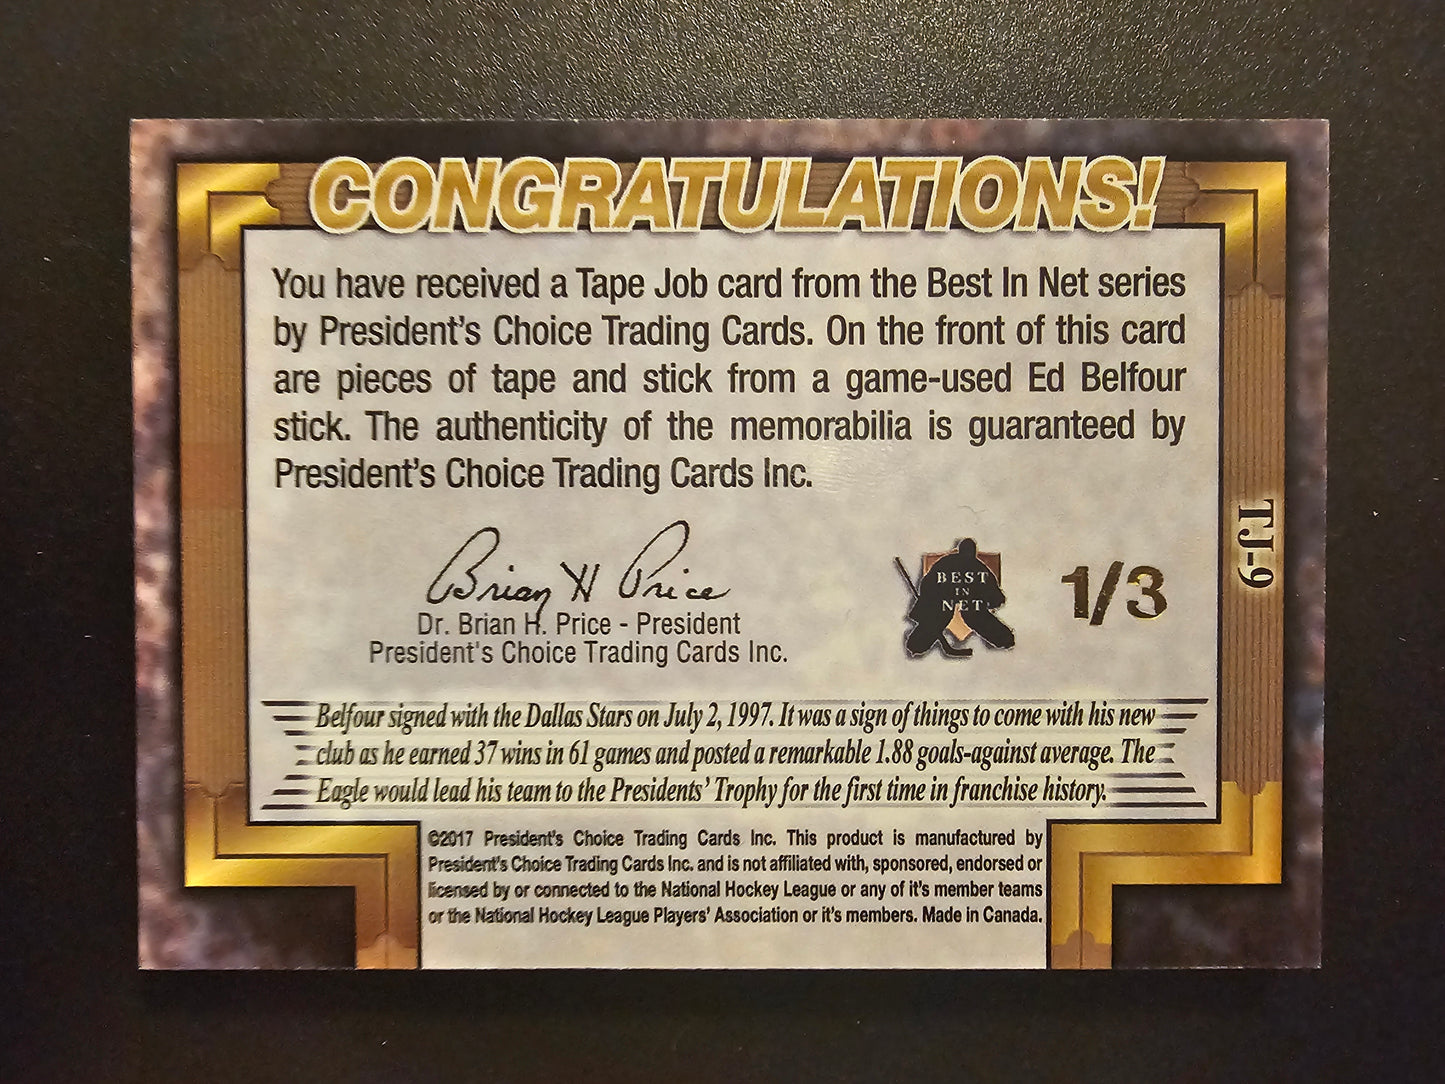 CONGRATULATIONS!
You have received a Tape Job card from the Best In Net series
by President's Choice Trading Cards. On the front of this card
are pieces of tape and stick from a game-used Ed Belfour
stick. The authenticity of the memorabilia is guaranteed by
President's Choice Trading Cards Inc.
Brian H Price
Dr. Brian H. Price - President
President's Choice Trading Cards Inc.
BEST
IN
NET
1/3
TJ-9
Belfour signed with the Dallas Stars on July 2, 1997. It was a sign of things to come with his new
club as he earned 37 wins in 61 games and posted a remarkable 1.88 goals-against average. The
Eagle would lead his team to the Presidents' Trophy for the first time in franchise history.
©2017 President's Choice Trading Cards Inc. This product is manufactured by
President's Choice Trading Cards Inc. and is not affiliated with, sponsored, endorsed or
licensed by or connected to the National Hockey League or any of it's member teams
or the National Hockey League Players' Association or it's members. Made in Canada.